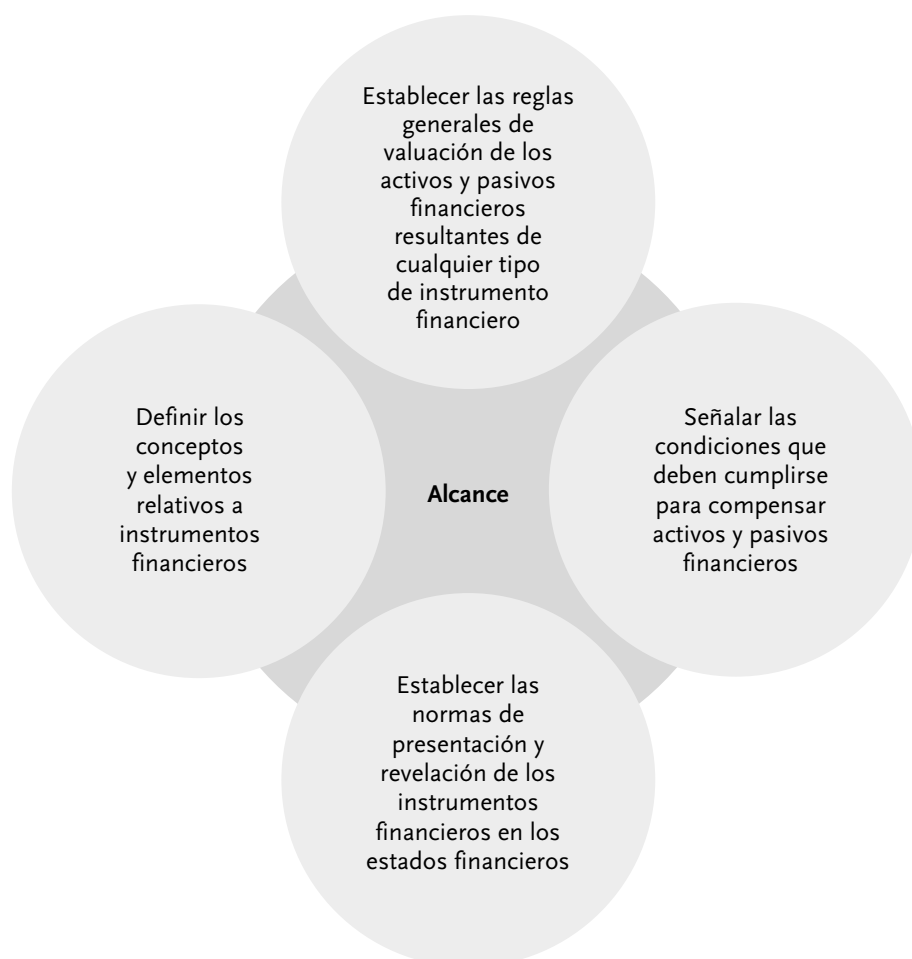 Establecer las reglas
generales de
valuación de los
activos y pasivos
financieros
resultantes de
cualquier tipo
de instrumento
financiero
Definir los
conceptos
y elementos
relativos a
instrumentos
financieros
Alcance
Señalar las
condiciones que
deben cumplirse
para compensar
activos y pasivos
financieros
Establecer las
normas de
presentación y
revelación de los
instrumentos
financieros en los
estados financieros